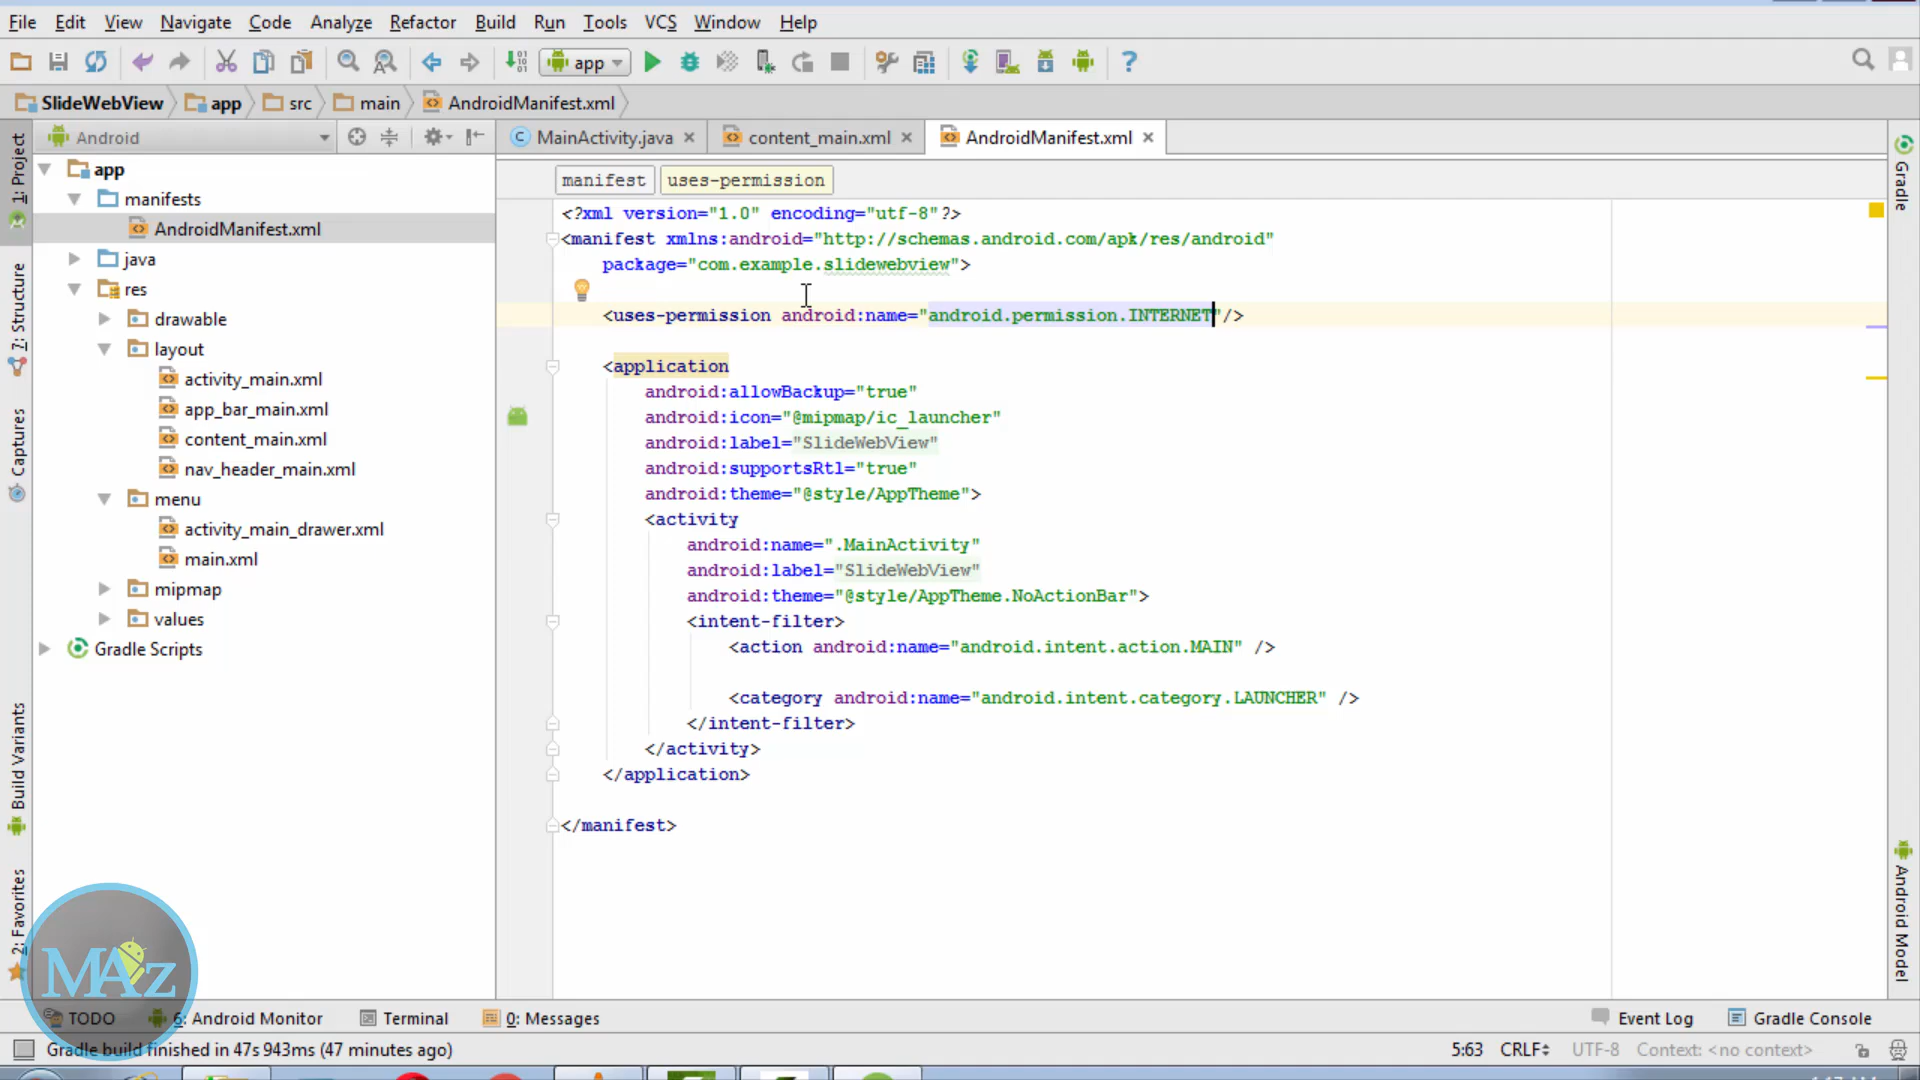 File Edit View Navigate Code Analyze Refactor Build Run Tools VCS Window Help
app
SlideWebView app src main AndroidManifest.xml
Android
MainActivity.java content_main.xml AndroidManifest.xml
manifest uses-permission
1: Project
7: Structure
Captures
Build Variants
2: Favorites
app
manifests
AndroidManifest.xml
java
res
drawable
layout
activity_main.xml
app_bar_main.xml
content_main.xml
nav_header_main.xml
menu
activity_main_drawer.xml
main.xml
mipmap
values
Gradle Scripts
<?xml version="1.0" encoding="utf-8"?>
<manifest xmlns:android="http://schemas.android.com/apk/res/android"
package="com.example.slidewebview">
<uses-permission android:name="android.permission.INTERNET"/>
<application
android:allowBackup="true"
android:icon="@mipmap/ic_launcher"
android:label="SlideWebView"
android:supportsRtl="true"
android:theme="@style/AppTheme">
<activity
android:name=".MainActivity"
android:label="SlideWebView"
android:theme="@style/AppTheme.NoActionBar">
<intent-filter>
<action android:name="android.intent.action.MAIN" />
<category android:name="android.intent.category.LAUNCHER" />
</intent-filter>
</activity>
</application>
</manifest>
Gradle
Android Model
MAz
TODO 6: Android Monitor Terminal 0: Messages Event Log Gradle Console
Gradle build finished in 47s 943ms (47 minutes ago) 5:63 CRLF UTF-8 Context: <no context>